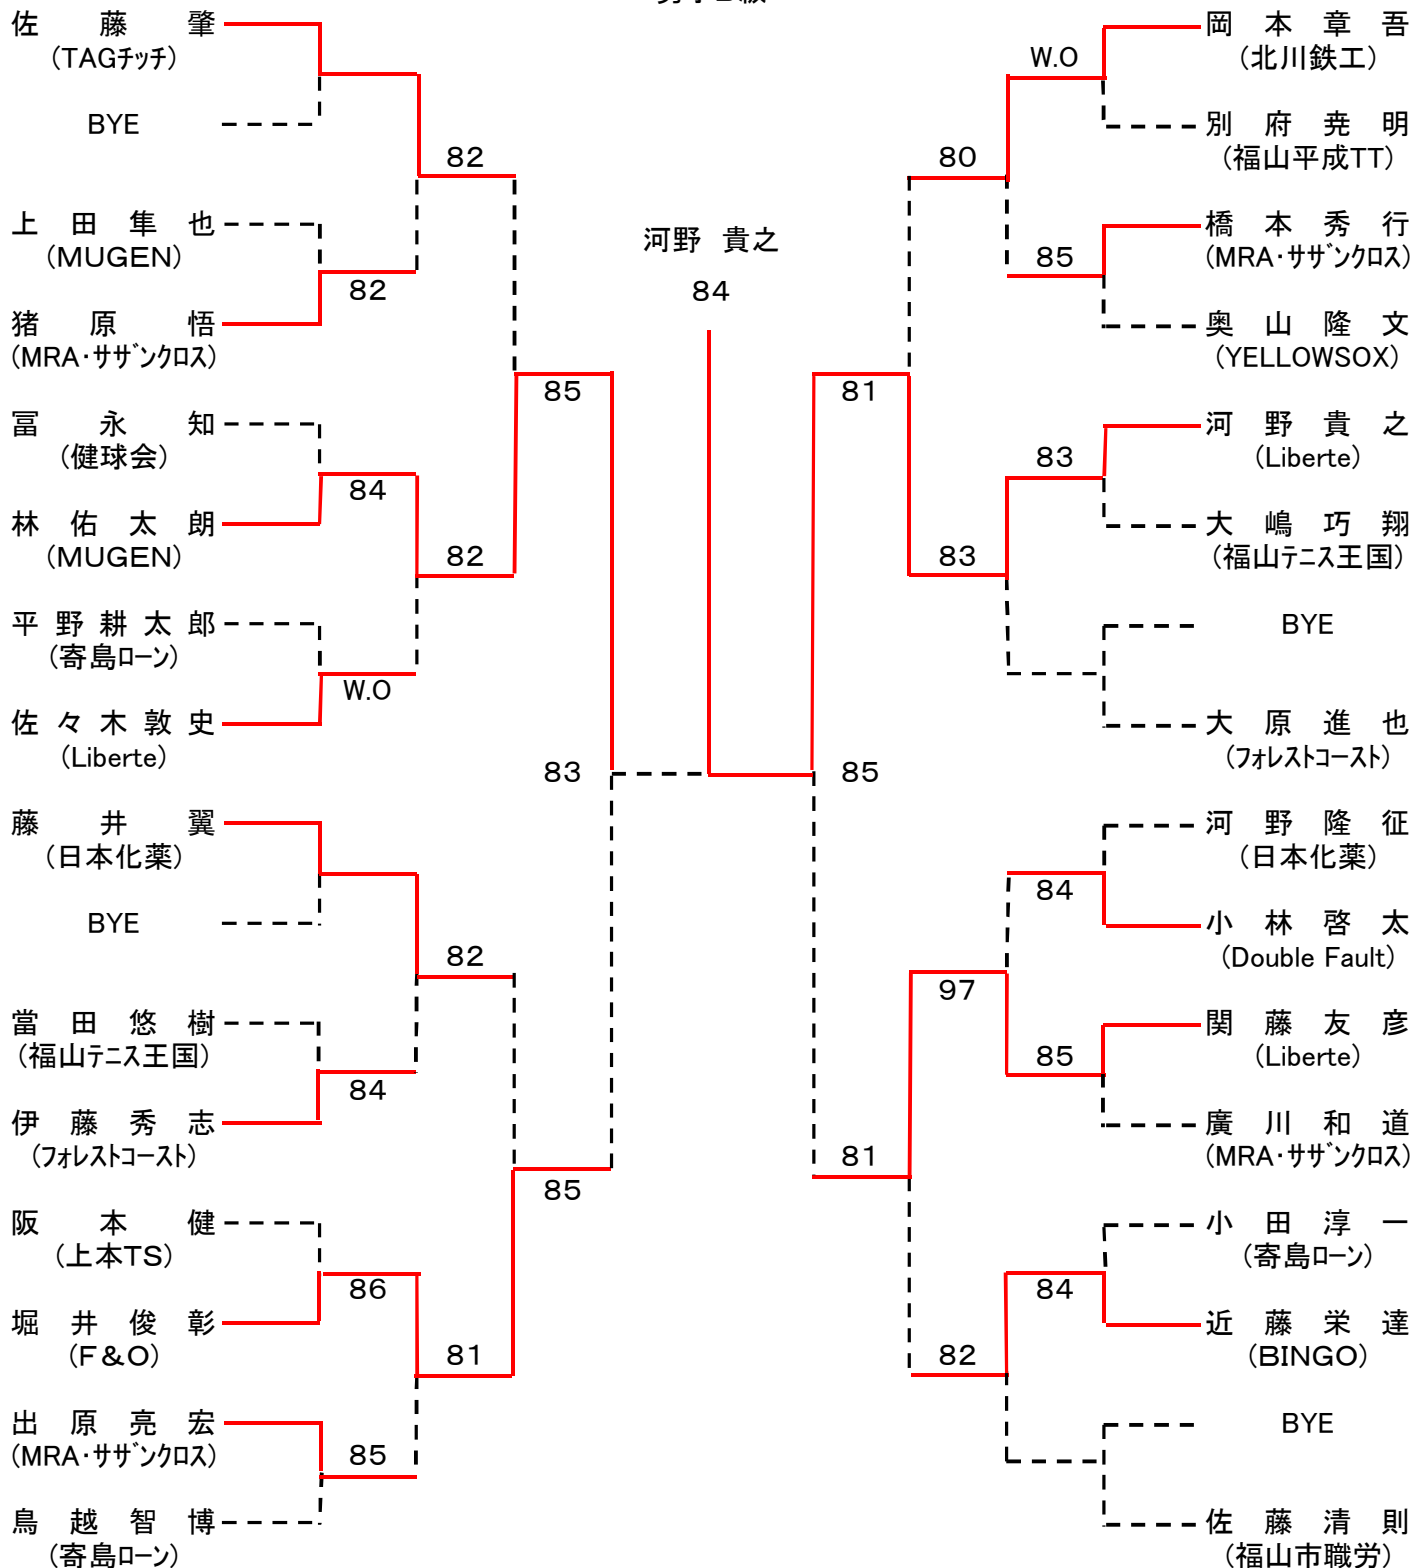 佐藤肇
(TAGチッチ)
BYE
82
上田隼也
(MUGEN)
82
猪原悟
(MRA・サザンクロス)
85
冨永知
(健球会)
84
林佑太朗
(MUGEN)
82
平野耕太郎
(寄島ローン)
W.O
佐々木敦史
(Liberte)
83
藤井翼
(日本化薬)
BYE
82
當田悠樹
(福山テニス王国)
84
伊藤秀志
(フォレストコースト)
85
阪本健
(上本TS)
86
堀井俊彰
(F&O)
81
出原亮宏
(MRA・サザンクロス)
85
鳥越智博
(寄島ローン)
河野 貴之
84
岡本章吾
(北川鉄工)
W.O
別府尭明
(福山平成TT)
80
橋本秀行
(MRA・サザンクロス)
85
奥山隆文
(YELLOWSOX)
81
河野貴之
(Liberte)
83
大嶋巧翔
(福山テニス王国)
83
BYE
大原進也
(フォレストコースト)
85
河野隆征
(日本化薬)
84
小林啓太
(Double Fault)
97
関藤友彦
(Liberte)
85
廣川和道
(MRA・サザンクロス)
81
小田淳一
(寄島ローン)
84
近藤栄達
(BINGO)
82
BYE
佐藤清則
(福山市職労)